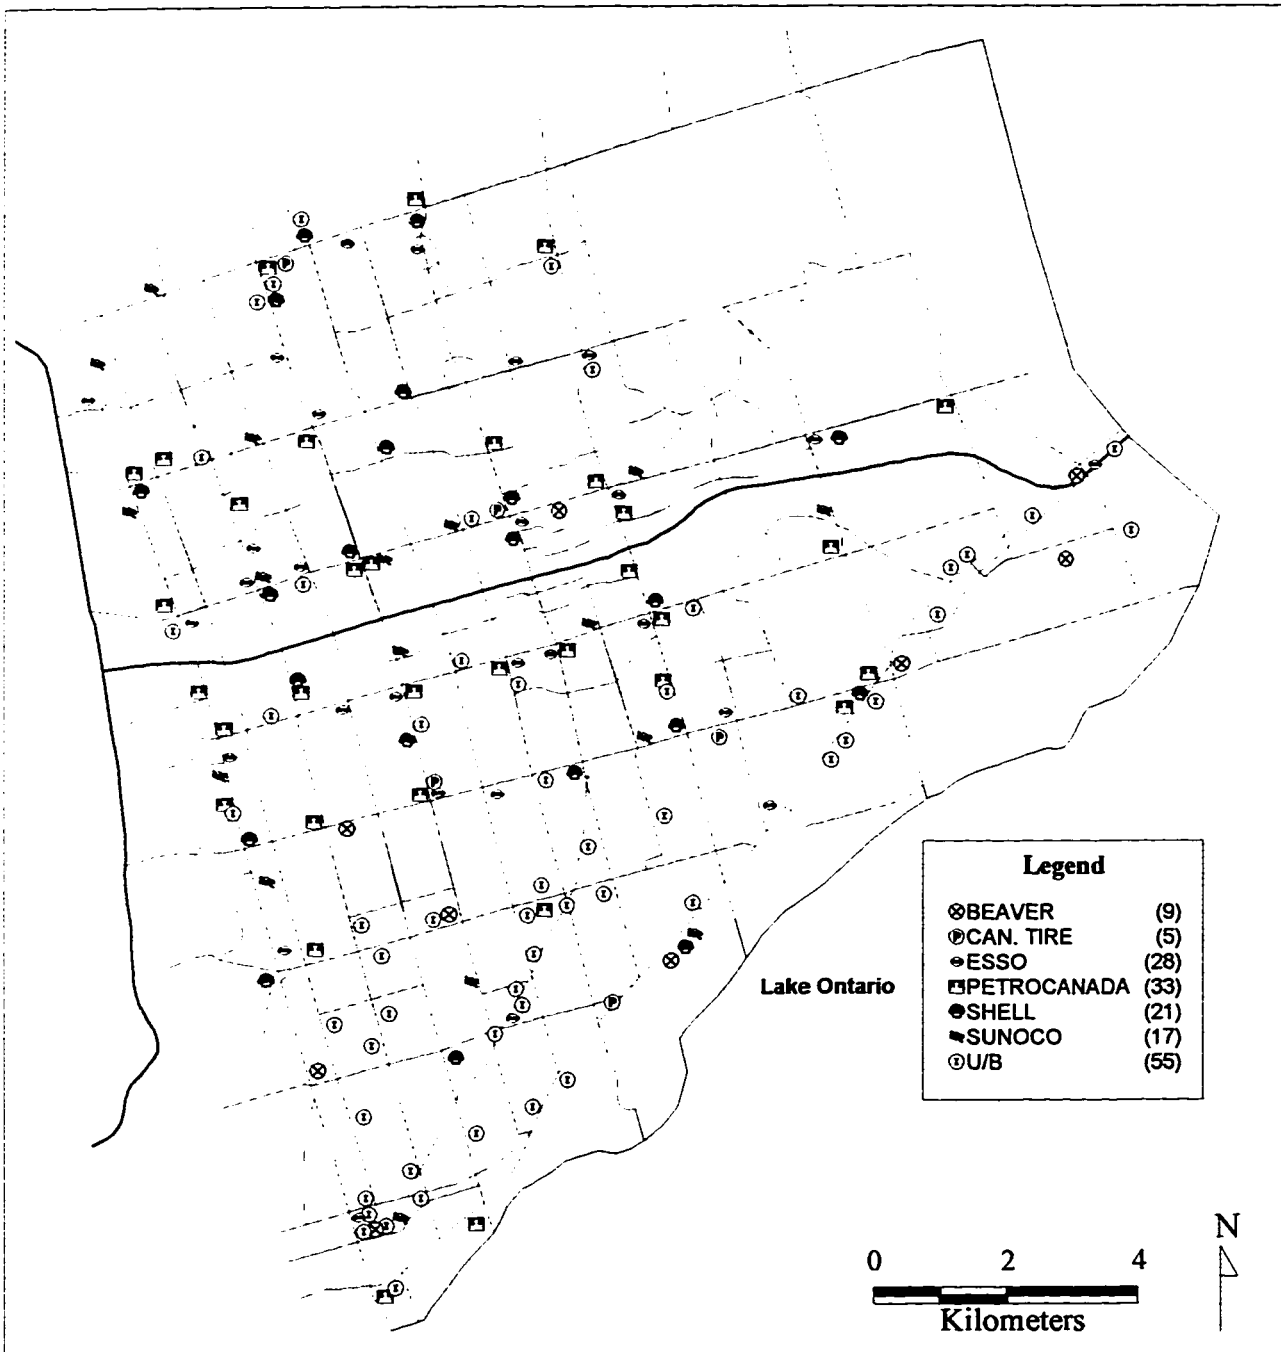 Legend
BEAVER (9)
CAN. TIRE (5)
ESSO (28)
PETROCANADA (33)
SHELL (21)
SUNOCO (17)
U/B (55)
Lake Ontario
N
0 2 4
Kilometers